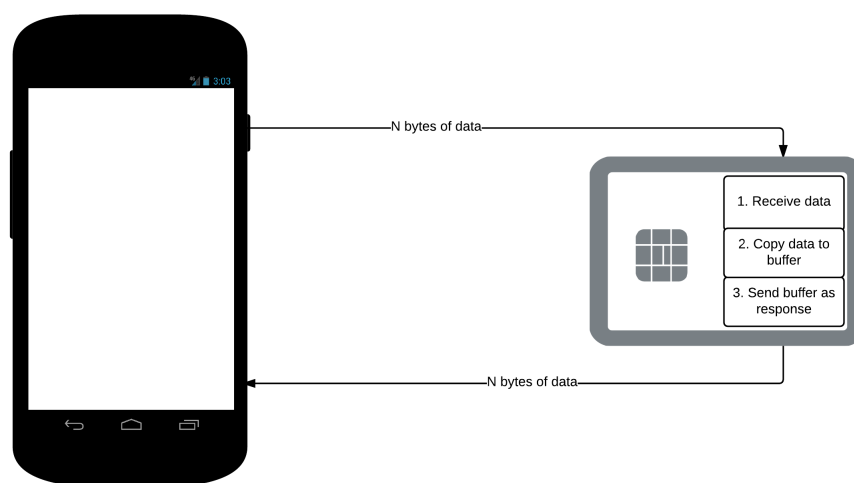 4G 3:03
N bytes of data
1. Receive data
2. Copy data to
buffer
3. Send buffer as
response
N bytes of data